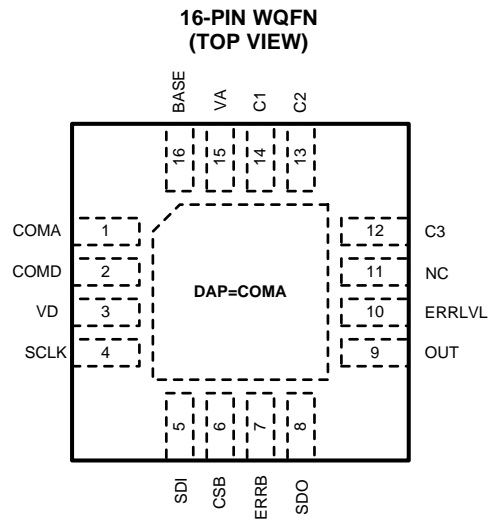 16-PIN WQFN
(TOP VIEW)
BASE
VA
C1
C2
16
15
14
13
COMA
1
12
C3
COMD
2
11
NC
DAP=COMA
VD
3
10
ERRLVL
SCLK
4
9
OUT
5
6
7
8
SDI
CSB
ERRB
SDO